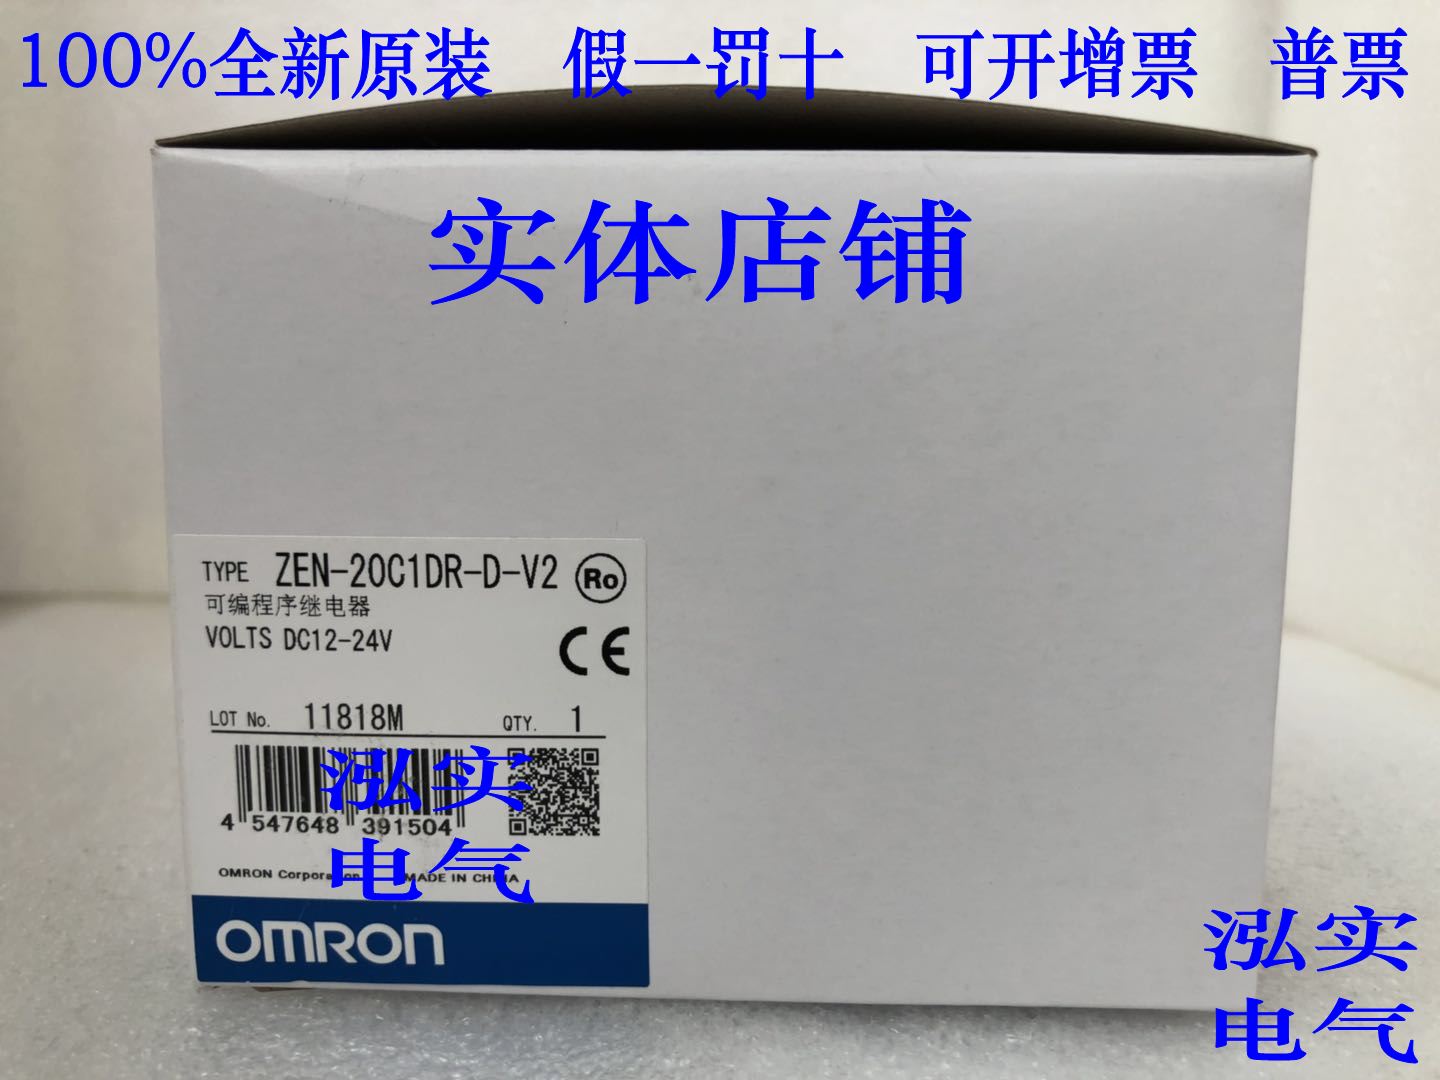 100%全新原装 假一罚十 可开增票 普票
实体店铺
TYPE ZEN-20C1DR-D-V2 Ro
可编程序继电器
VOLTS DC12-24V CE
LOT No. 11818M QTY. 1
泓实
4 547648 391504
电气
OMRON MADE IN
OMRON
泓实
电气